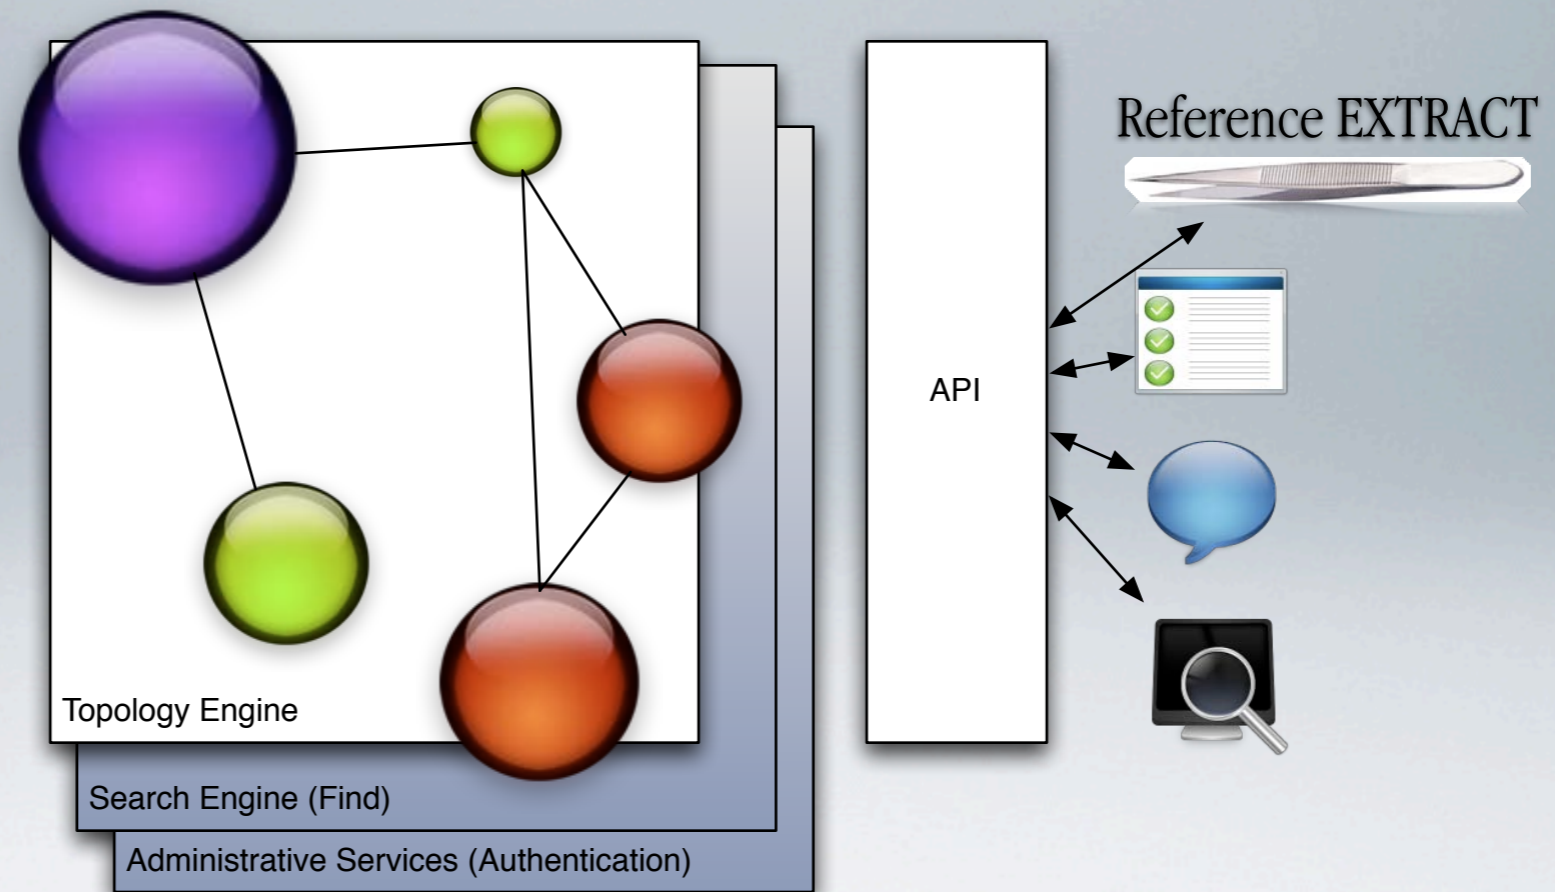 Reference EXTRACT
API
Topology Engine
Search Engine (Find)
Administrative Services (Authentication)